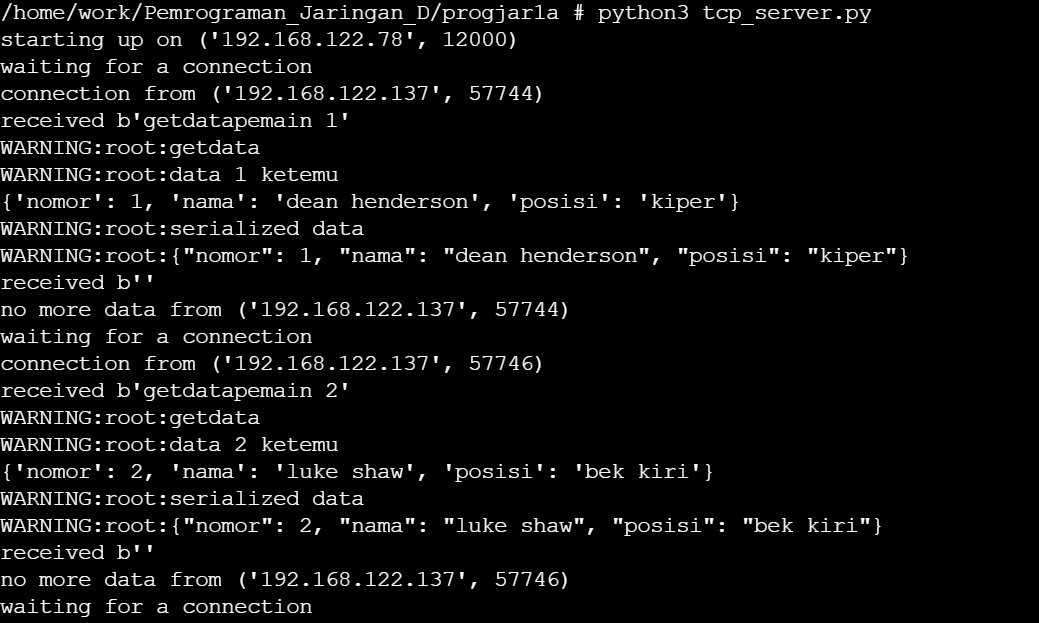 /home/work/Pemrograman_Jaringan_D/progjar1a # python3 tcp_server.py
starting up on ('192.168.122.78', 12000)
waiting for a connection
connection from ('192.168.122.137', 57744)
received b'getdatapemain 1'
WARNING:root:getdata
WARNING:root:data 1 ketemu
{'nomor': 1, 'nama': 'dean henderson', 'posisi': 'kiper'}
WARNING:root:serialized data
WARNING:root:{"nomor": 1, "nama": "dean henderson", "posisi": "kiper"}
received b''
no more data from ('192.168.122.137', 57744)
waiting for a connection
connection from ('192.168.122.137', 57746)
received b'getdatapemain 2'
WARNING:root:getdata
WARNING:root:data 2 ketemu
{'nomor': 2, 'nama': 'luke shaw', 'posisi': 'bek kiri'}
WARNING:root:serialized data
WARNING:root:{"nomor": 2, "nama": "luke shaw", "posisi": "bek kiri"}
received b''
no more data from ('192.168.122.137', 57746)
waiting for a connection